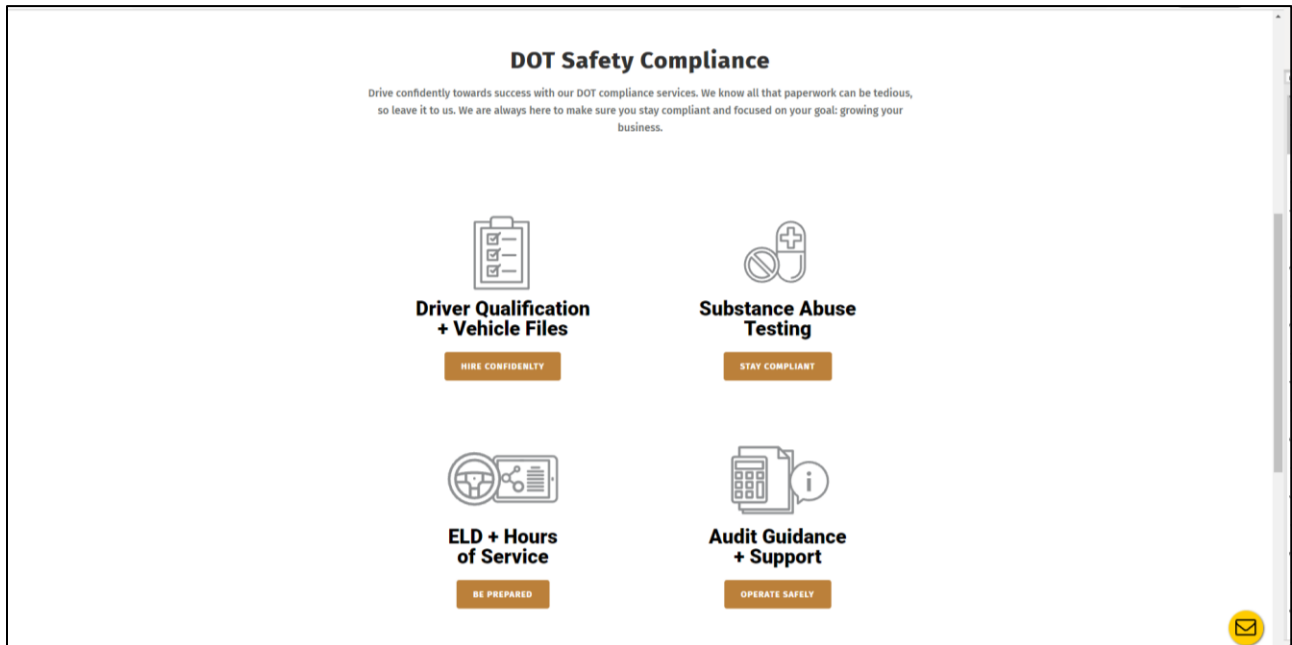 DOT Safety Compliance
Drive confidently towards success with our DOT compliance services. We know all that paperwork can be tedious,
so leave it to us. We are always here to make sure you stay compliant and focused on your goal: growing your
business.
Driver Qualification
+ Vehicle Files
HIRE CONFIDENLTY
Substance Abuse
Testing
STAY COMPLIANT
ELD + Hours
of Service
BE PREPARED
Audit Guidance
+ Support
OPERATE SAFELY